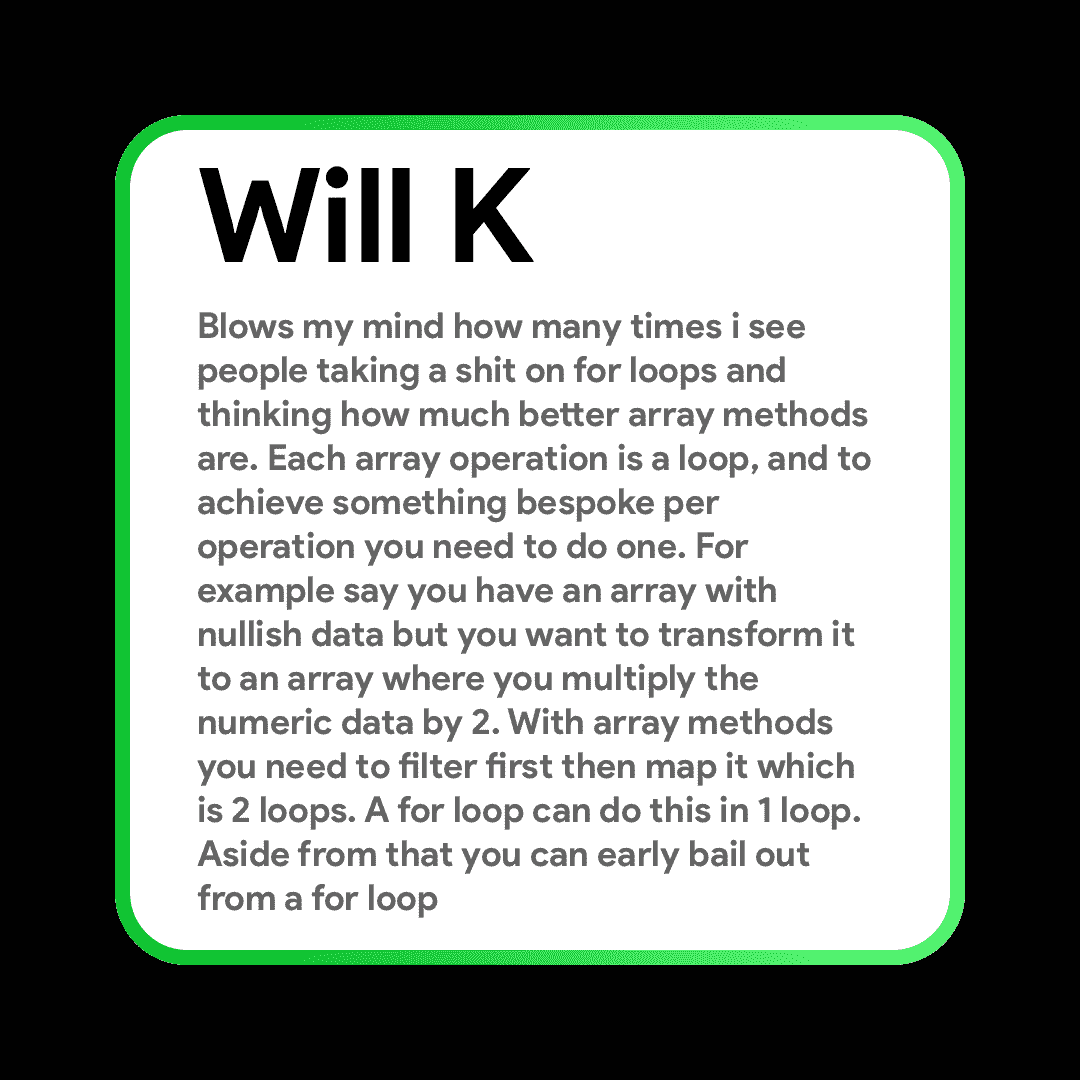 Will K
Blows my mind how many times i see
people taking a shit on for loops and
thinking how much better array methods
are. Each array operation is a loop, and to
achieve something bespoke per
operation you need to do one. For
example say you have an array with
nullish data but you want to transform it
to an array where you multiply the
numeric data by 2. With array methods
you need to filter first then map it which
is 2 loops. A for loop can do this in 1 loop.
Aside from that you can early bail out
from a for loop